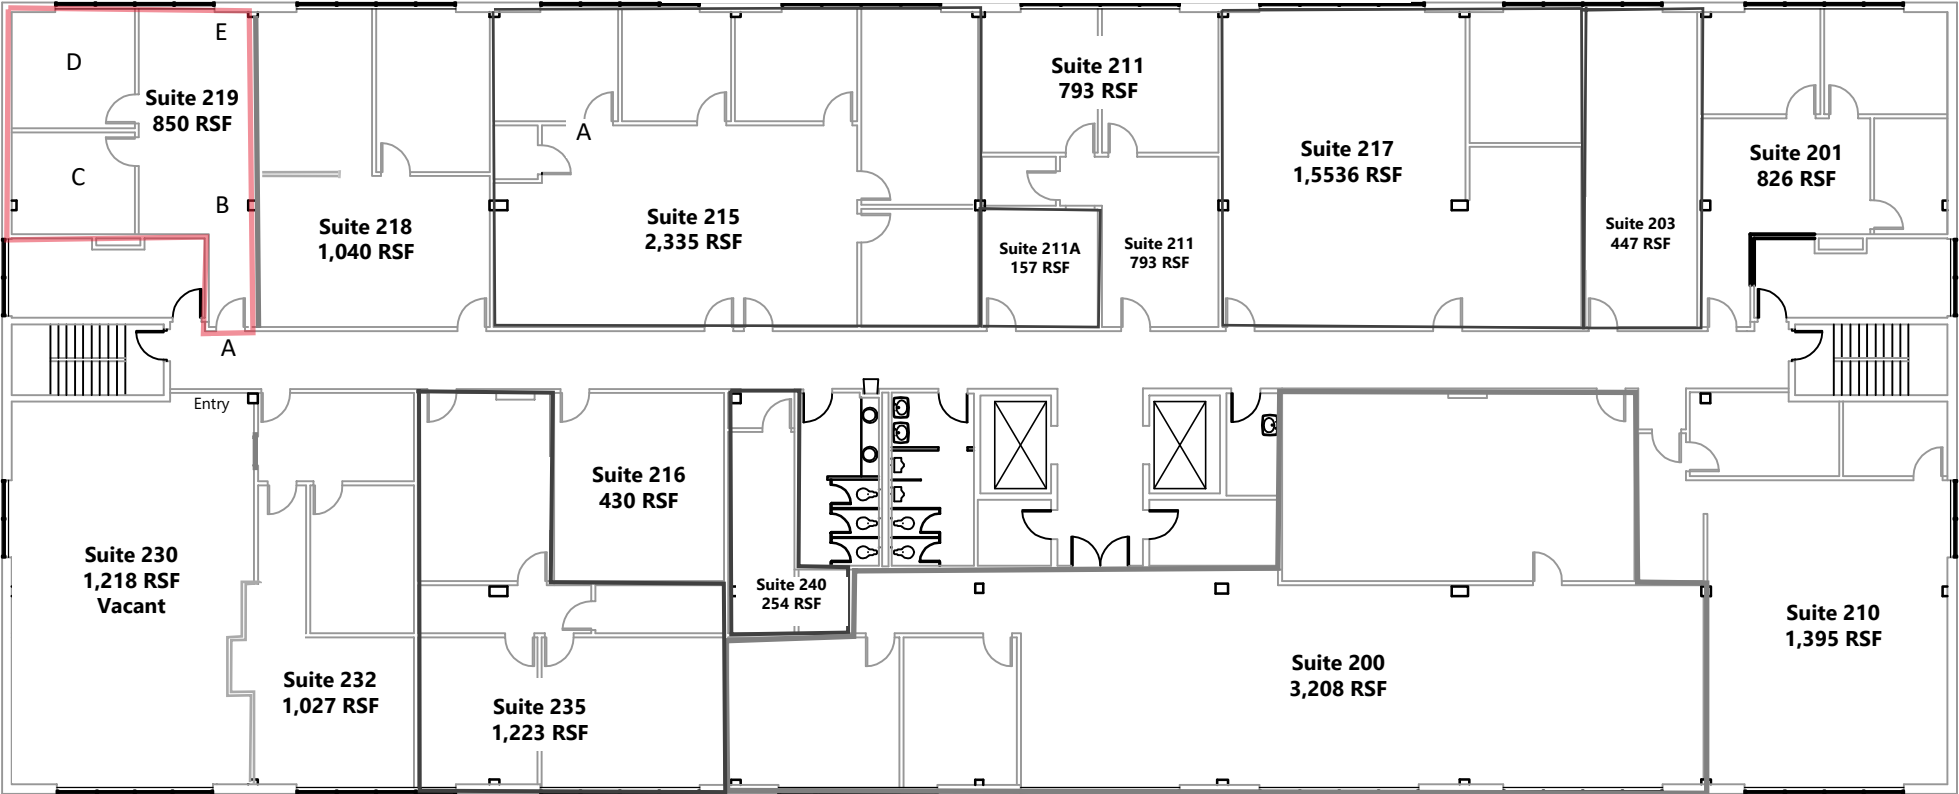 D
E
Suite 219
850 RSF
C
B
A
Suite 218
1,040 RSF
A
Suite 215
2,335 RSF
Suite 211
793 RSF
Suite 211A
157 RSF
Suite 211
793 RSF
Suite 217
1,5536 RSF
Suite 203
447 RSF
Suite 201
826 RSF
Entry
Suite 230
1,218 RSF
Vacant
Suite 232
1,027 RSF
Suite 216
430 RSF
Suite 235
1,223 RSF
Suite 240
254 RSF
Suite 200
3,208 RSF
Suite 210
1,395 RSF